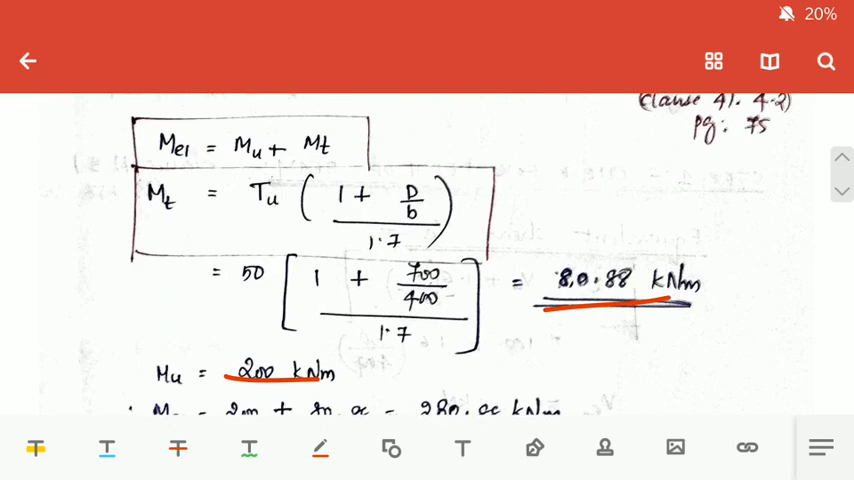 20%
(Clause 41.4.2)
pg: 75
Me1 = Mu + Mt
Mt = Tu ( 1 + D/b / 1.7 )
= 50 [ 1 + 700/400 / 1.7 ] = 80.88 kNm
Mu = 200 kNm